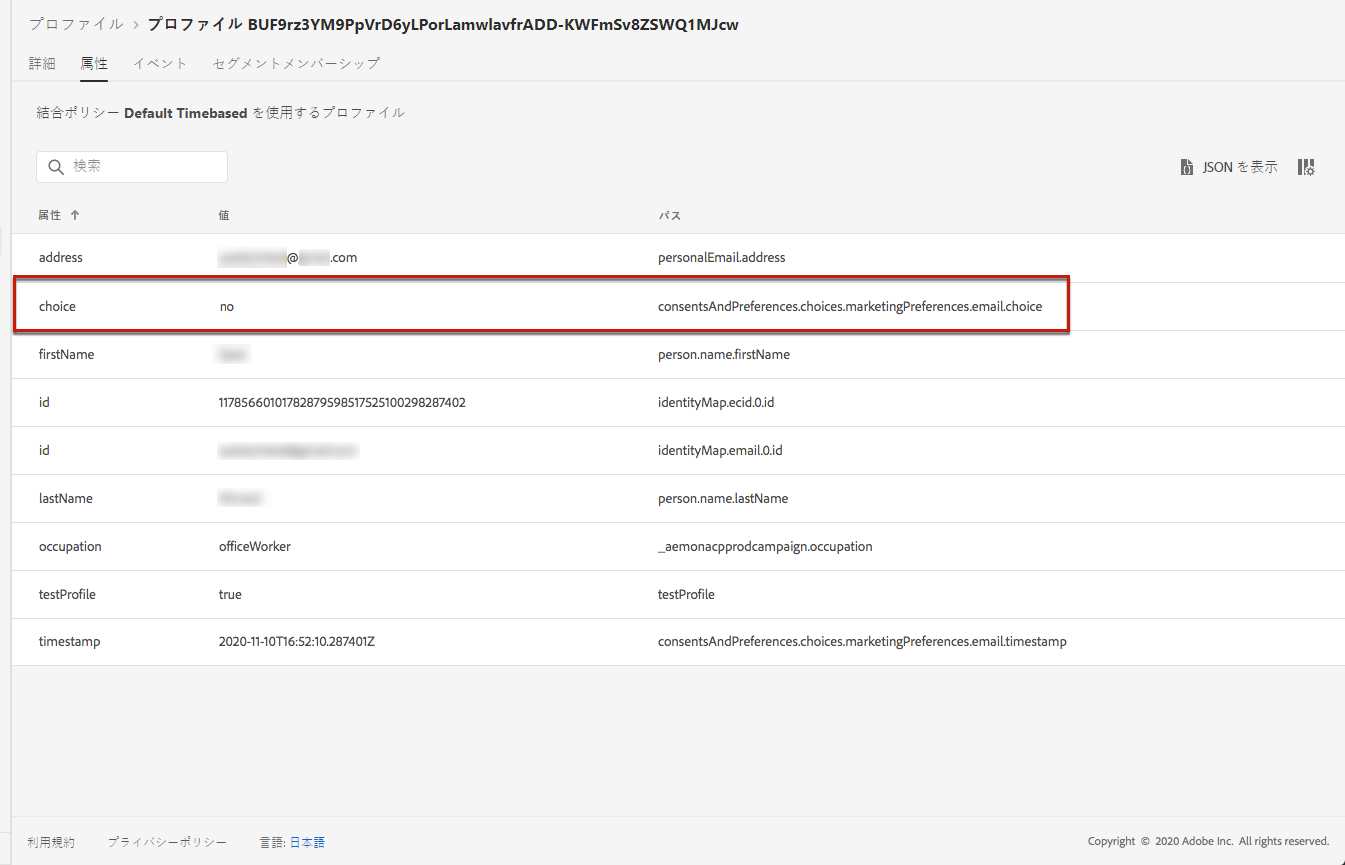 プロファイル › プロファイル BUF9rz3YM9PpVrD6yLPorLamwlavfrADD-KWFmSv8ZSWQ1MJcw
詳細 属性 イベント セグメントメンバーシップ
結合ポリシー Default Timebased を使用するプロファイル
検索 JSON を表示
属性 ↑ 値 パス
address @ .com personalEmail.address
choice no consentsAndPreferences.choices.marketingPreferences.email.choice
firstName person.name.firstName
id 11785660101782879598517525100298287402 identityMap.ecid.0.id
id identityMap.email.0.id
lastName person.name.lastName
occupation officeWorker _aemonacpprodcampaign.occupation
testProfile true testProfile
timestamp 2020-11-10T16:52:10.287401Z consentsAndPreferences.choices.marketingPreferences.email.timestamp
利用規約 プライバシーポリシー 言語: 日本語 Copyright © 2020 Adobe Inc. All rights reserved.